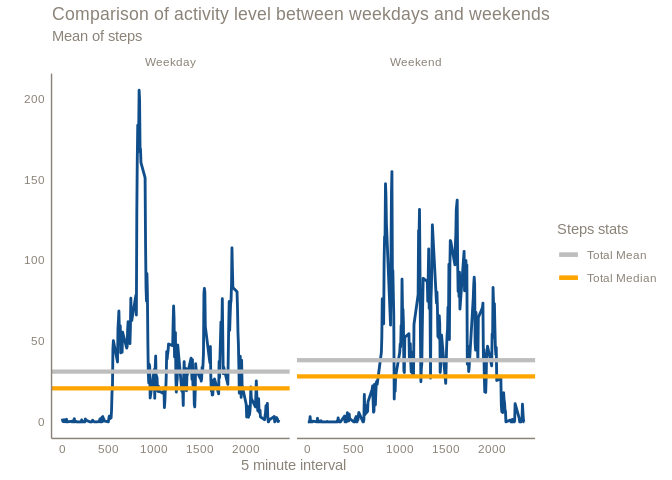 Comparison of activity level between weekdays and weekends
Mean of steps
Weekday
Weekend
200
150
100
50
0
0 500 1000 1500 2000
0 500 1000 1500 2000
5 minute interval
Steps stats
Total Mean
Total Median